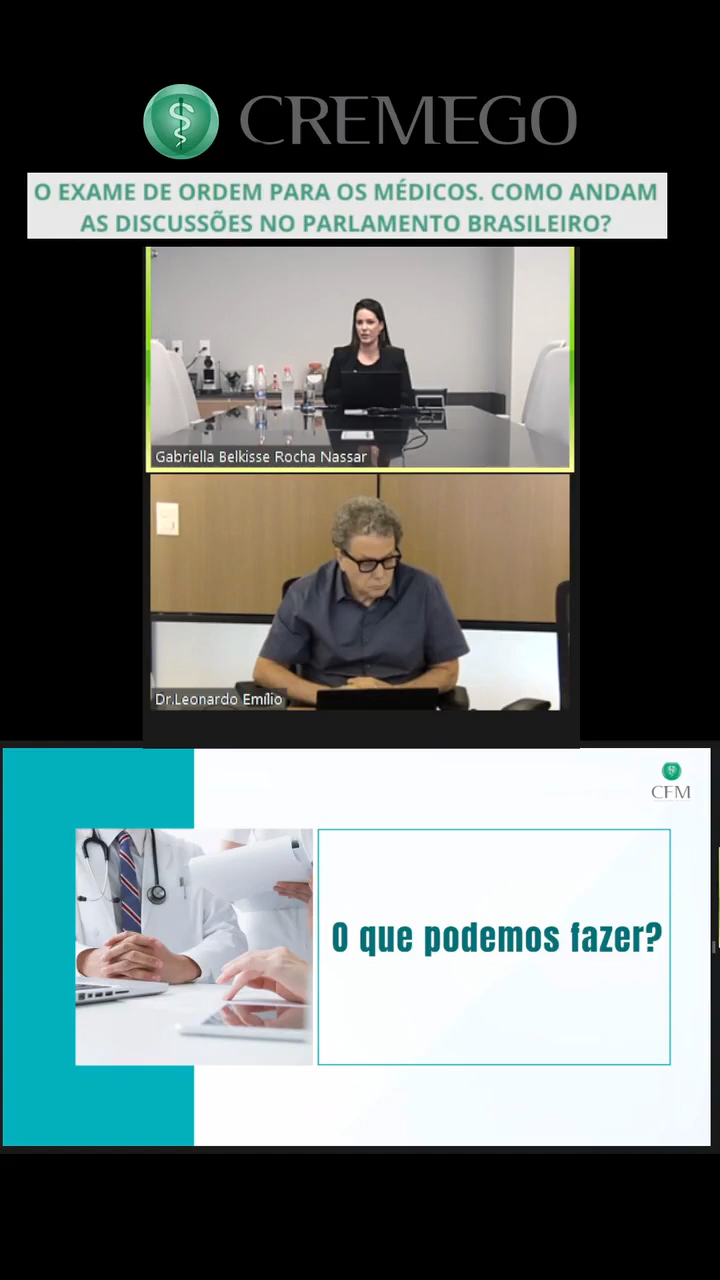 CREMEGO
O EXAME DE ORDEM PARA OS MÉDICOS. COMO ANDAM
AS DISCUSSÕES NO PARLAMENTO BRASILEIRO?
Gabriella Belkisse Rocha Nassar
Dr.Leonardo Emílio
CFM
O que podemos fazer?